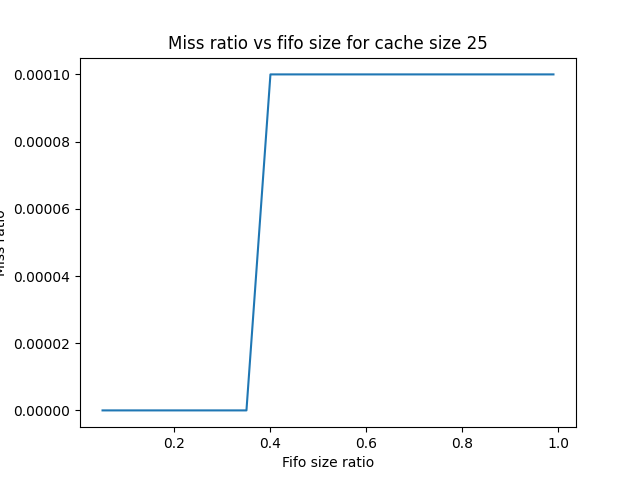 Miss ratio vs fifo size for cache size 25
Miss ratio
0.00010
0.00008
0.00006
0.00004
0.00002
0.00000
0.2 0.4 0.6 0.8 1.0
Fifo size ratio